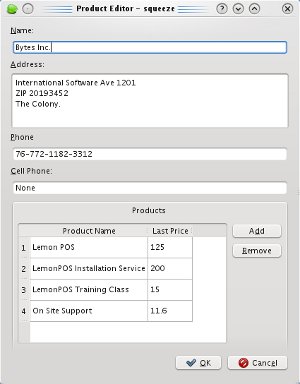 Product Editor – squeeze
Name:
Bytes Inc.
Address:
International Software Ave 1201
ZIP 20193452
The Colony.
Phone
76-772-1182-3312
Cell Phone:
None
Products
Product Name Last Price
1 Lemon POS 125
2 LemonPOS Installation Service 200
3 LemonPOS Training Class 15
4 On Site Support 11.6
Add
Remove
OK
Cancel